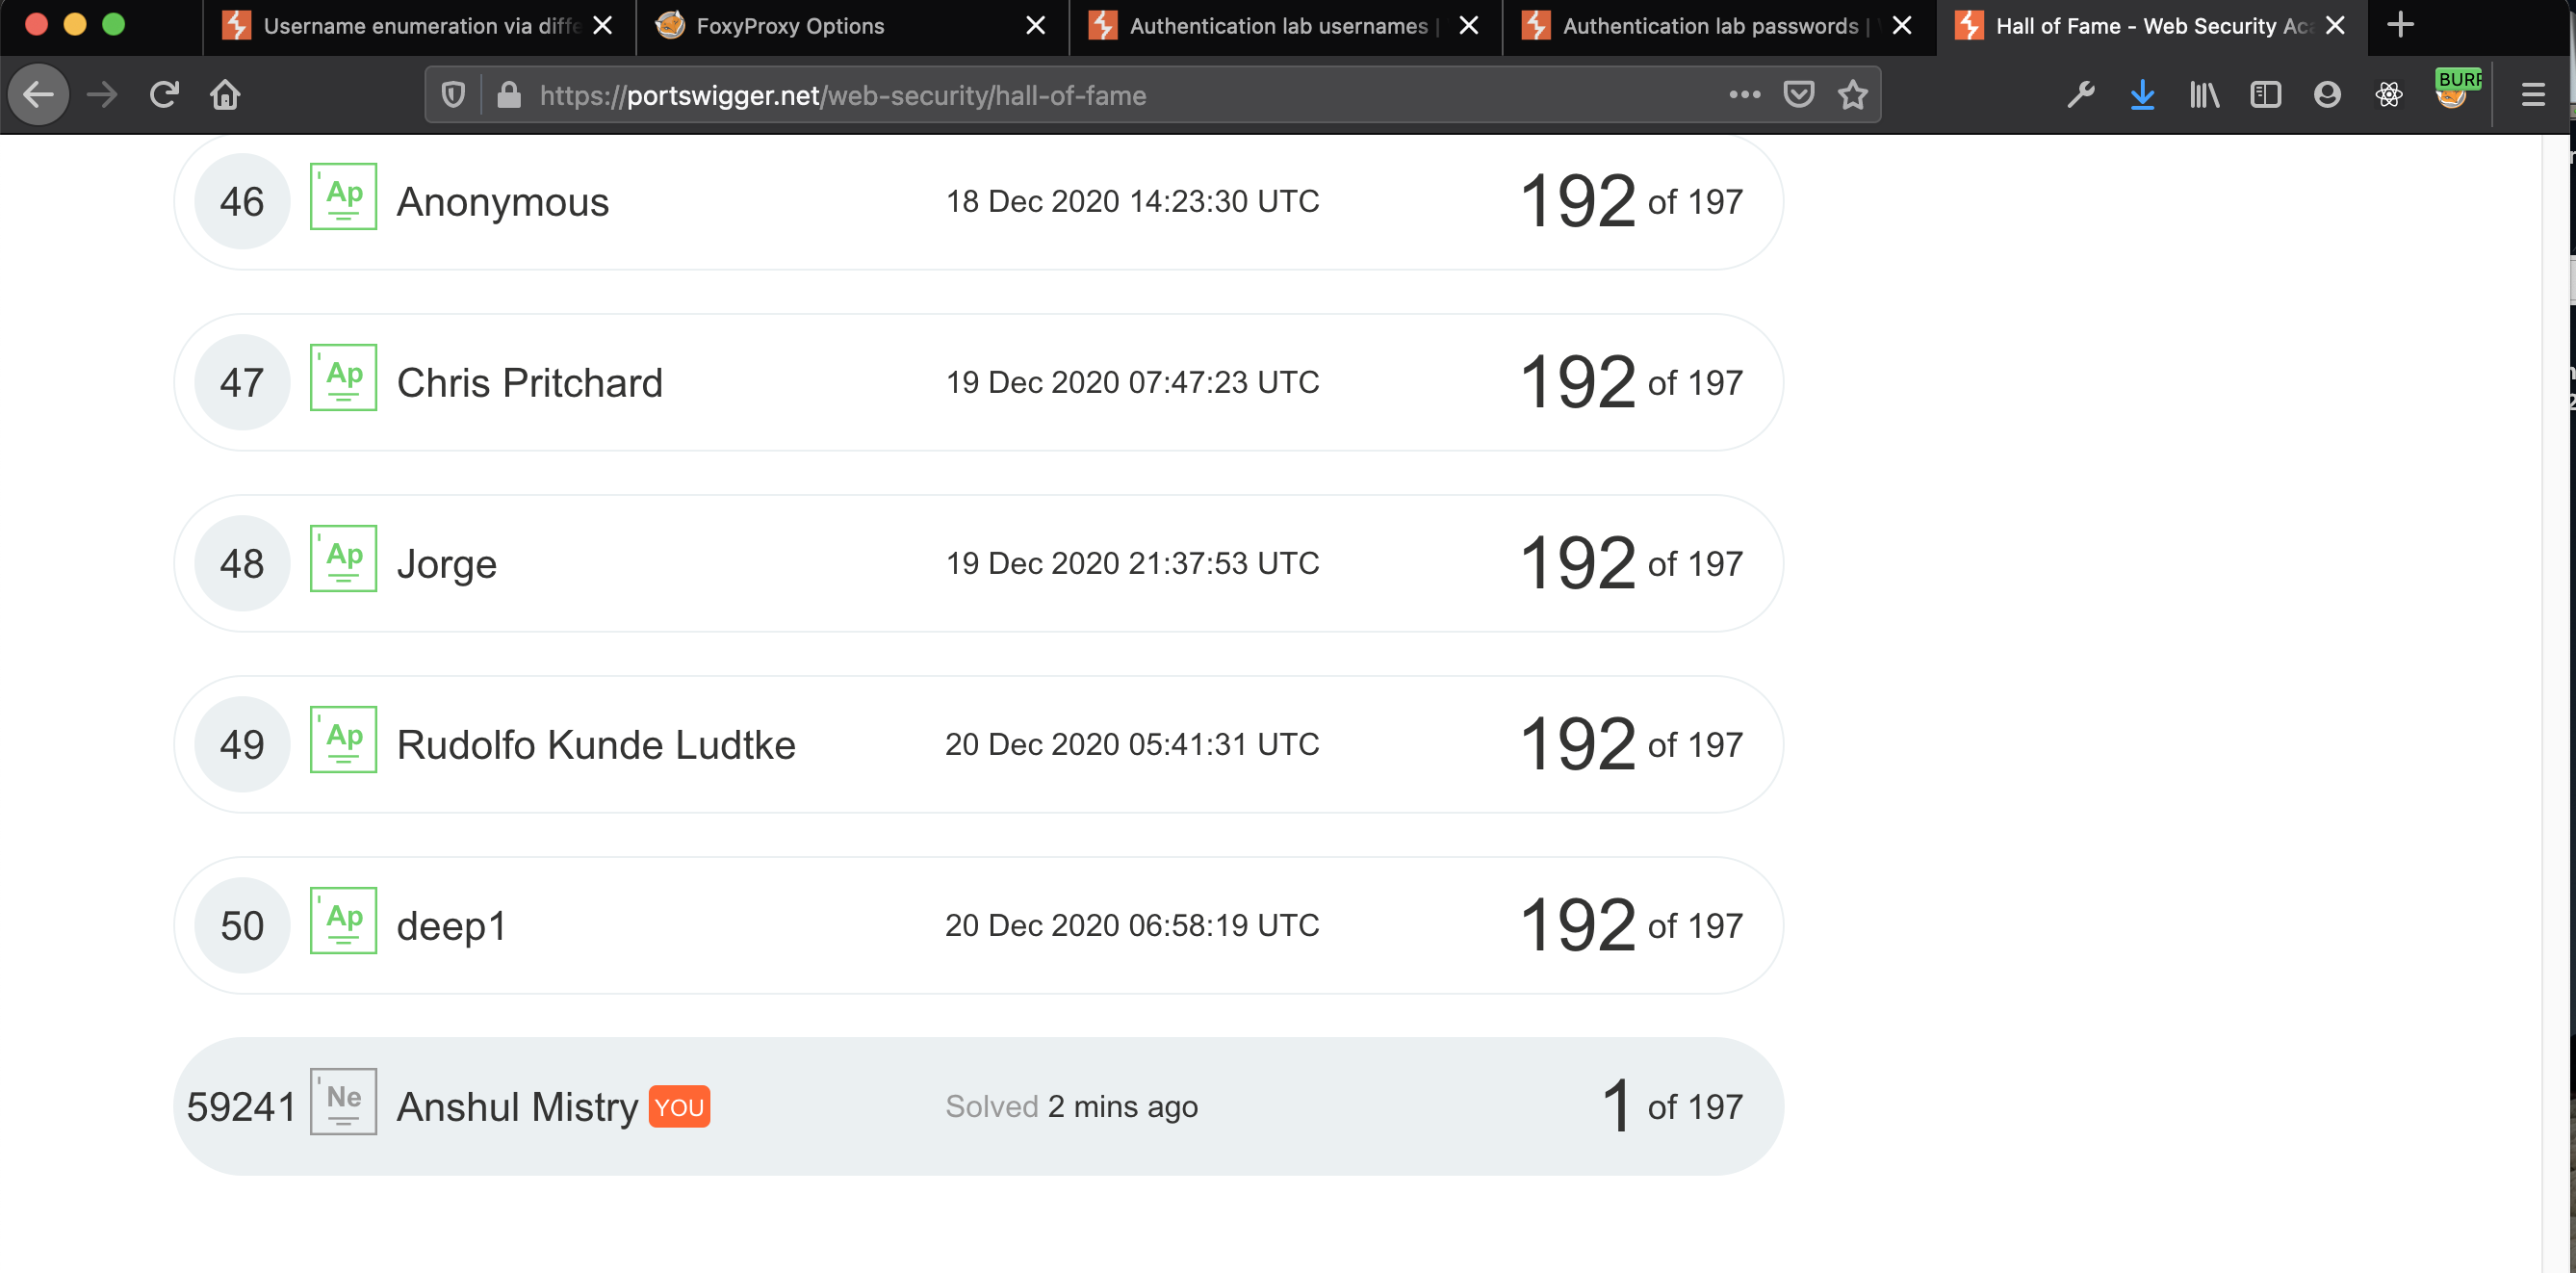 Username enumeration via diffe
FoxyProxy Options
Authentication lab usernames |
Authentication lab passwords |
Hall of Fame - Web Security Aca
https://portswigger.net/web-security/hall-of-fame
BURP
46 Ap Anonymous 18 Dec 2020 14:23:30 UTC 192 of 197
47 Ap Chris Pritchard 19 Dec 2020 07:47:23 UTC 192 of 197
48 Ap Jorge 19 Dec 2020 21:37:53 UTC 192 of 197
49 Ap Rudolfo Kunde Ludtke 20 Dec 2020 05:41:31 UTC 192 of 197
50 Ap deep1 20 Dec 2020 06:58:19 UTC 192 of 197
59241 Ne Anshul Mistry YOU Solved 2 mins ago 1 of 197